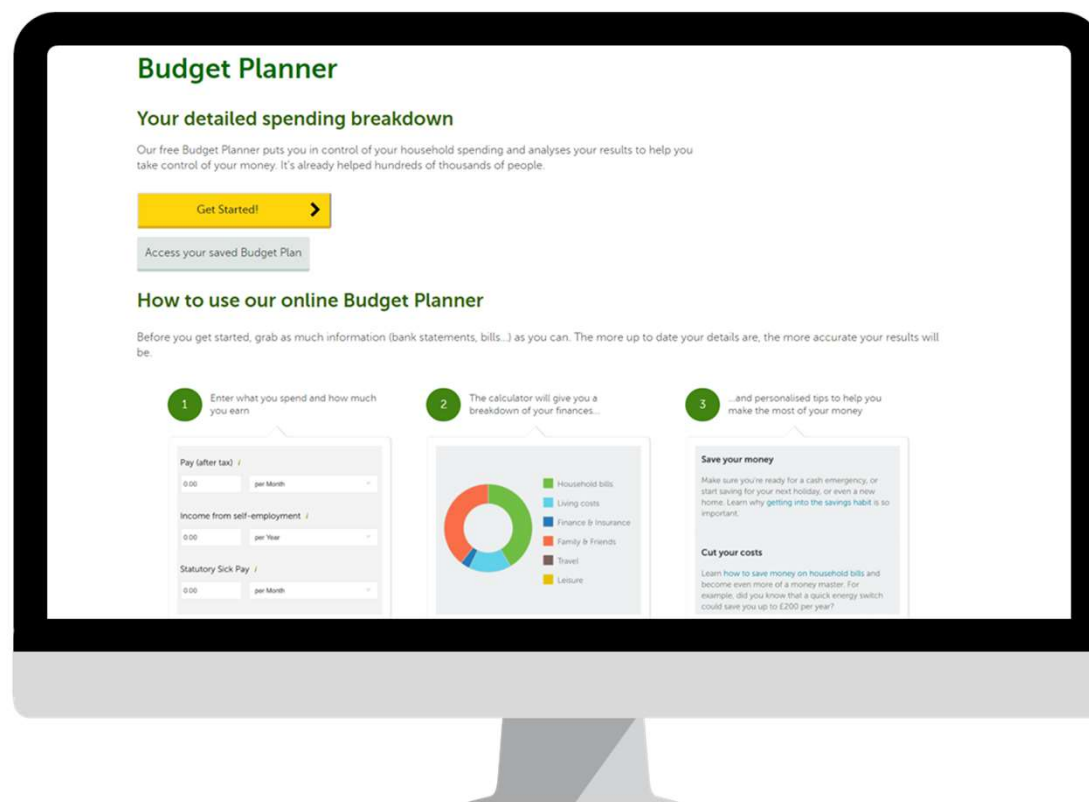 Budget Planner
Your detailed spending breakdown
Our free Budget Planner puts you in control of your household spending and analyses your results to help you
take control of your money. It's already helped hundreds of thousands of people.
Get Started!
Access your saved Budget Plan
How to use our online Budget Planner
Before you get started, grab as much information (bank statements, bills...) as you can. The more up to date your details are, the more accurate your results will
be.
1
Enter what you spend and how much
you earn
Pay (after tax) i
0.00 per Month
Income from self-employment i
0.00 per Year
Statutory Sick Pay i
0.00 per Month
2
The calculator will give you a
breakdown of your finances...
Household bills
Living costs
Finance & Insurance
Family & Friends
Travel
Leisure
3
...and personalised tips to help you
make the most of your money
Save your money
Make sure you're ready for a cash emergency, or
start saving for your next holiday, or even a new
home. Learn why getting into the savings habit is so
important.
Cut your costs
Learn how to save money on household bills and
become even more of a money master. For
example, did you know that a quick energy switch
could save you up to £200 per year?